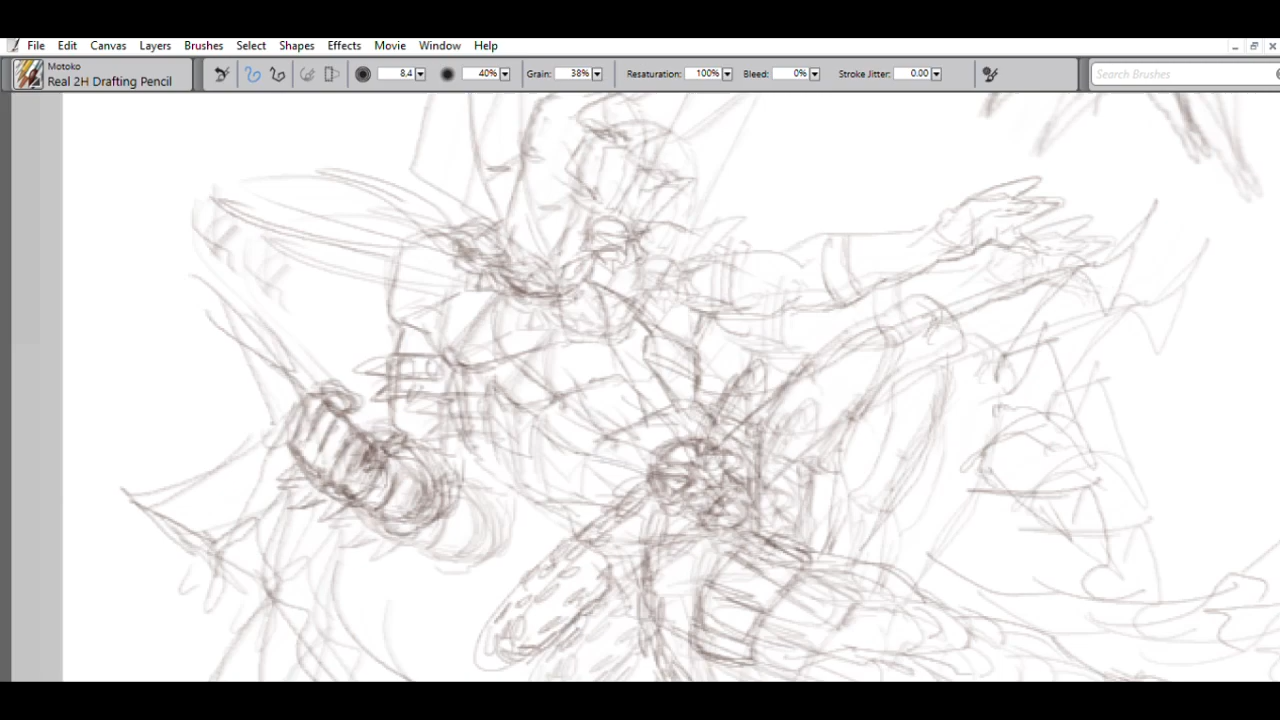 File Edit Canvas Layers Brushes Select Shapes Effects Movie Window Help
Motoko
Real 2H Drafting Pencil
8.4 40% Grain: 38% Resaturation: 100% Bleed: 0% Stroke Jitter: 0.00 Search Brushes